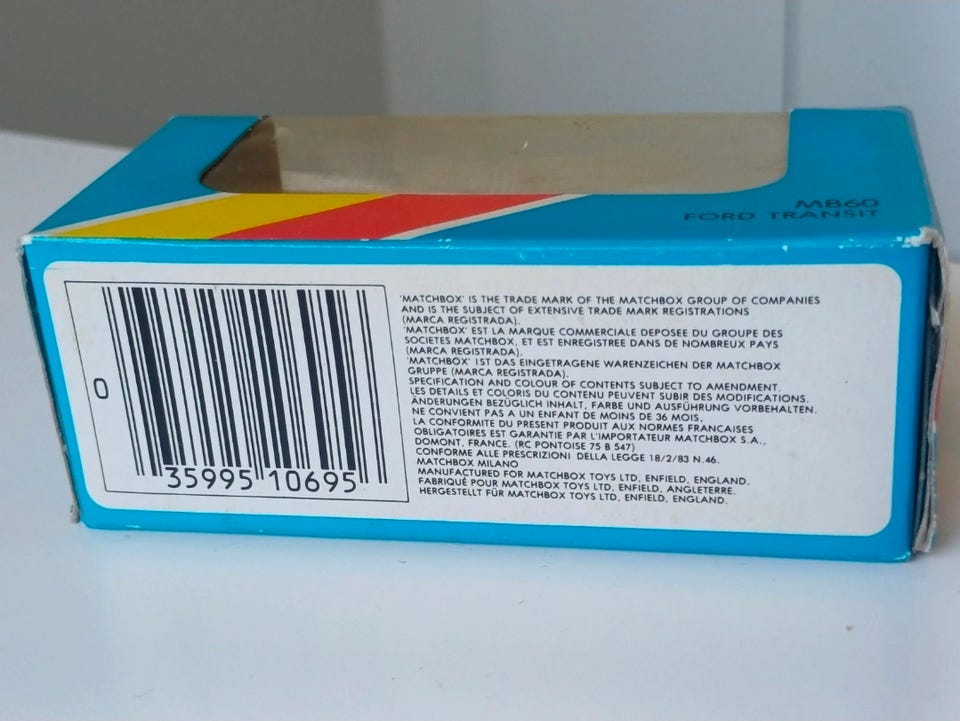 MB60
FORD TRANSIT
0
35995 10695
'MATCHBOX' IS THE TRADE MARK OF THE MATCHBOX GROUP OF COMPANIES
AND IS THE SUBJECT OF EXTENSIVE TRADE MARK REGISTRATIONS
(MARCA REGISTRADA).
'MATCHBOX' EST LA MARQUE COMMERCIALE DEPOSEE DU GROUPE DES
SOCIETES MATCHBOX, ET EST ENREGISTREE DANS DE NOMBREUX PAYS
(MARCA REGISTRADA).
'MATCHBOX' IST DAS EINGETRAGENE WARENZEICHEN DER MATCHBOX
GRUPPE (MARCA REGISTRADA).
SPECIFICATION AND COLOUR OF CONTENTS SUBJECT TO AMENDMENT.
LES DETAILS ET COLORIS DU CONTENU PEUVENT SUBIR DES MODIFICATIONS.
ÄNDERUNGEN BEZÜGLICH INHALT, FARBE UND AUSFÜHRUNG VORBEHALTEN.
NE CONVIENT PAS A UN ENFANT DE MOINS DE 36 MOIS.
LA CONFORMITE DU PRESENT PRODUIT AUX NORMES FRANCAISES
OBLIGATOIRES EST GARANTIE PAR L'IMPORTATEUR MATCHBOX S.A.,
DOMONT, FRANCE. (RC PONTOISE 75 B 547)
CONFORME ALLE PRESCRIZIONI DELLA LEGGE 18/2/83 N.46.
MATCHBOX MILANO
MANUFACTURED FOR MATCHBOX TOYS LTD, ENFIELD, ENGLAND.
FABRIQUÉ POUR MATCHBOX TOYS LTD, ENFIELD, ANGLETERRE.
HERGESTELLT FÜR MATCHBOX TOYS LTD, ENFIELD, ENGLAND.